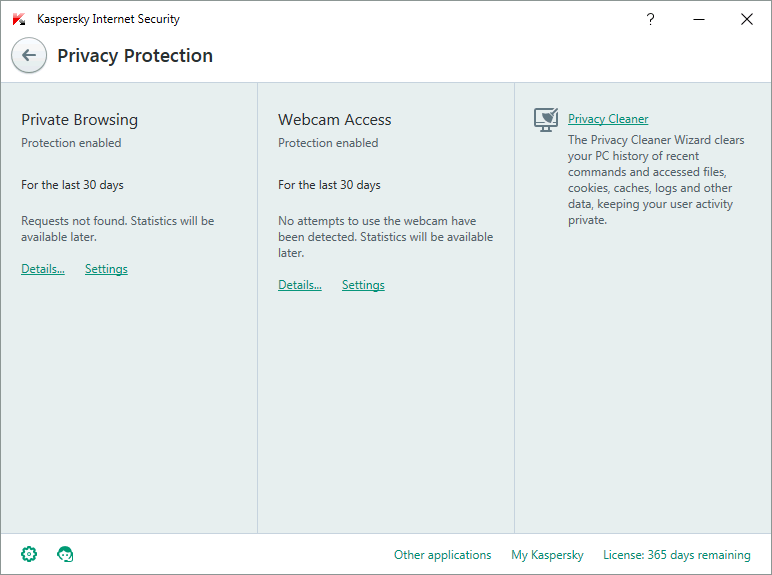 Kaspersky Internet Security
?
Privacy Protection
Private Browsing
Protection enabled
For the last 30 days
Requests not found. Statistics will be
available later.
Details... Settings
Webcam Access
Protection enabled
For the last 30 days
No attempts to use the webcam have
been detected. Statistics will be available
later.
Details... Settings
Privacy Cleaner
The Privacy Cleaner Wizard clears
your PC history of recent
commands and accessed files,
cookies, caches, logs and other
data, keeping your user activity
private.
Other applications My Kaspersky License: 365 days remaining